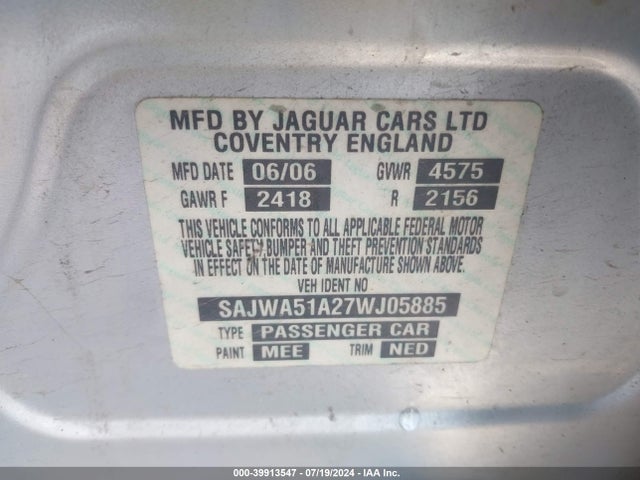 MFD BY JAGUAR CARS LTD
COVENTRY ENGLAND
MFD DATE 06/06 GVWR 4575
GAWR F 2418 R 2156
THIS VEHICLE CONFORMS TO ALL APPLICABLE FEDERAL MOTOR
VEHICLE SAFETY, BUMPER AND THEFT PREVENTION STANDARDS
IN EFFECT ON THE DATE OF MANUFACTURE SHOWN ABOVE.
VEH IDENT NO
SAJWA51A27WJ05885
TYPE PASSENGER CAR
PAINT MEE TRIM NED
000-39913547 - 07/19/2024 - IAA Inc.